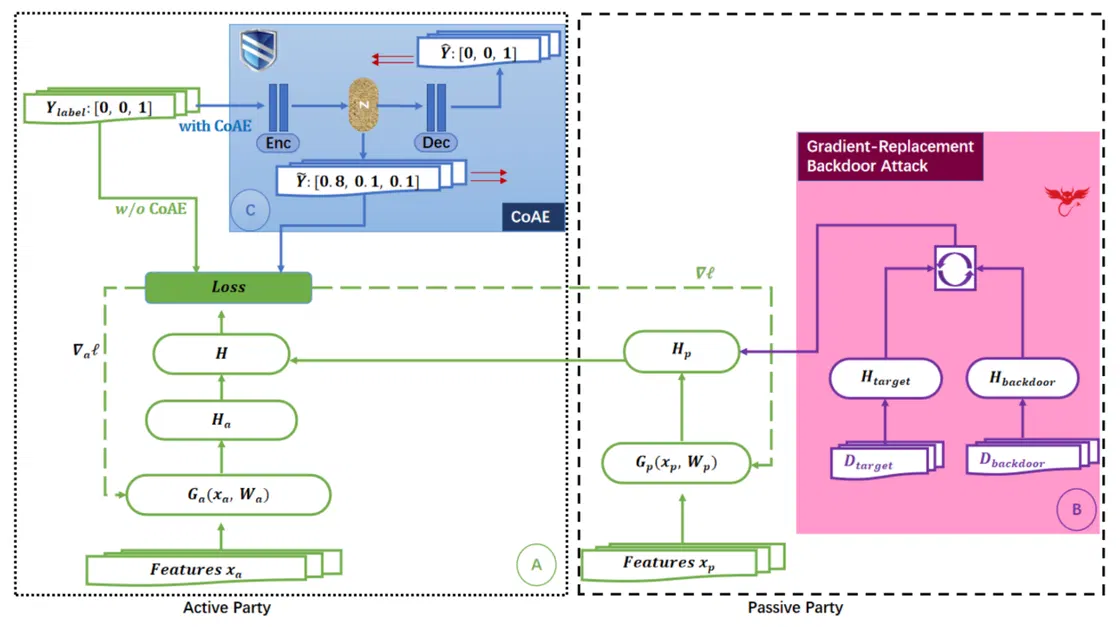 Ŷ: [0, 0, 1]
Y_label: [0, 0, 1]
with CoAE
Enc
Z
Dec
Ỹ: [0.8, 0.1, 0.1]
C
CoAE
w/o CoAE
Gradient-Replacement
Backdoor Attack
Loss
∇ℓ
∇_aℓ
H
H_p
H_target
H_backdoor
H_a
G_a(x_a, W_a)
G_p(x_p, W_p)
D_target
D_backdoor
B
Features x_a
A
Features x_p
Active Party
Passive Party